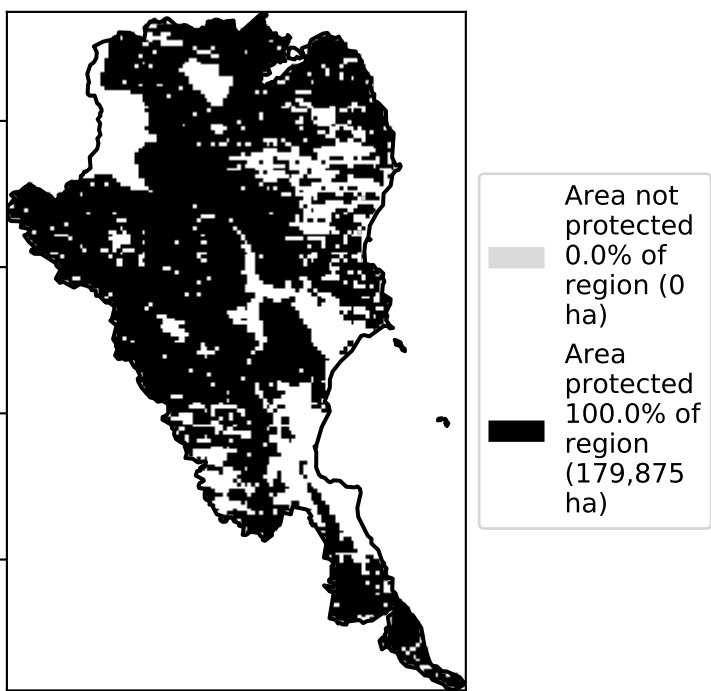 Area not
protected
0.0% of
region (0
ha)
Area
protected
100.0% of
region
(179,875
ha)